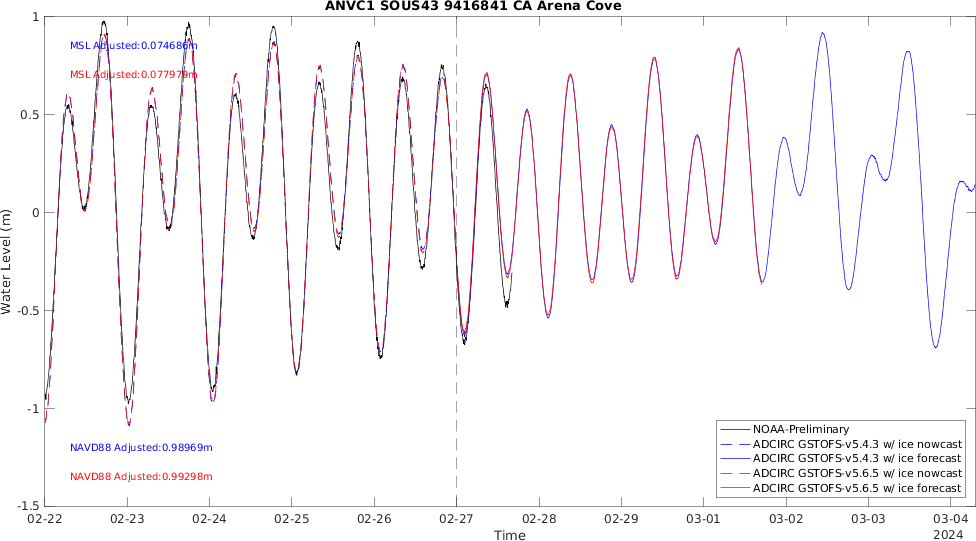 ANVC1 SOUS43 9416841 CA Arena Cove
1
0.5
0
-0.5
-1
-1.5
Water Level (m)
MSL Adjusted:0.074686m
MSL Adjusted:0.077979m
NAVD88 Adjusted:0.98969m
NAVD88 Adjusted:0.99298m
NOAA-Preliminary
ADCIRC GSTOFS-v5.4.3 w/ ice nowcast
ADCIRC GSTOFS-v5.4.3 w/ ice forecast
ADCIRC GSTOFS-v5.6.5 w/ ice nowcast
ADCIRC GSTOFS-v5.6.5 w/ ice forecast
02-22 02-23 02-24 02-25 02-26 02-27 02-28 02-29 03-01 03-02 03-03 03-04
Time 2024